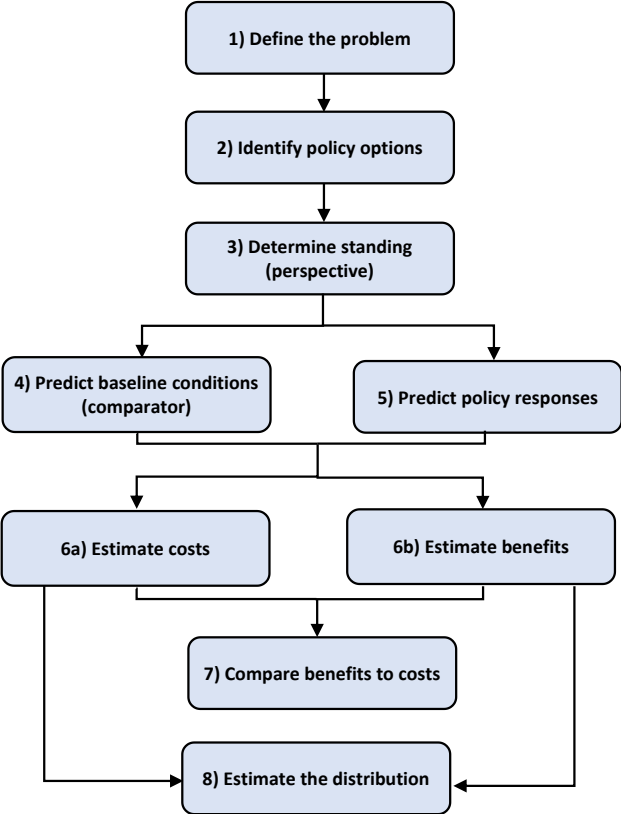 1) Define the problem
2) Identify policy options
3) Determine standing
(perspective)
4) Predict baseline conditions
(comparator)
5) Predict policy responses
6a) Estimate costs
6b) Estimate benefits
7) Compare benefits to costs
8) Estimate the distribution